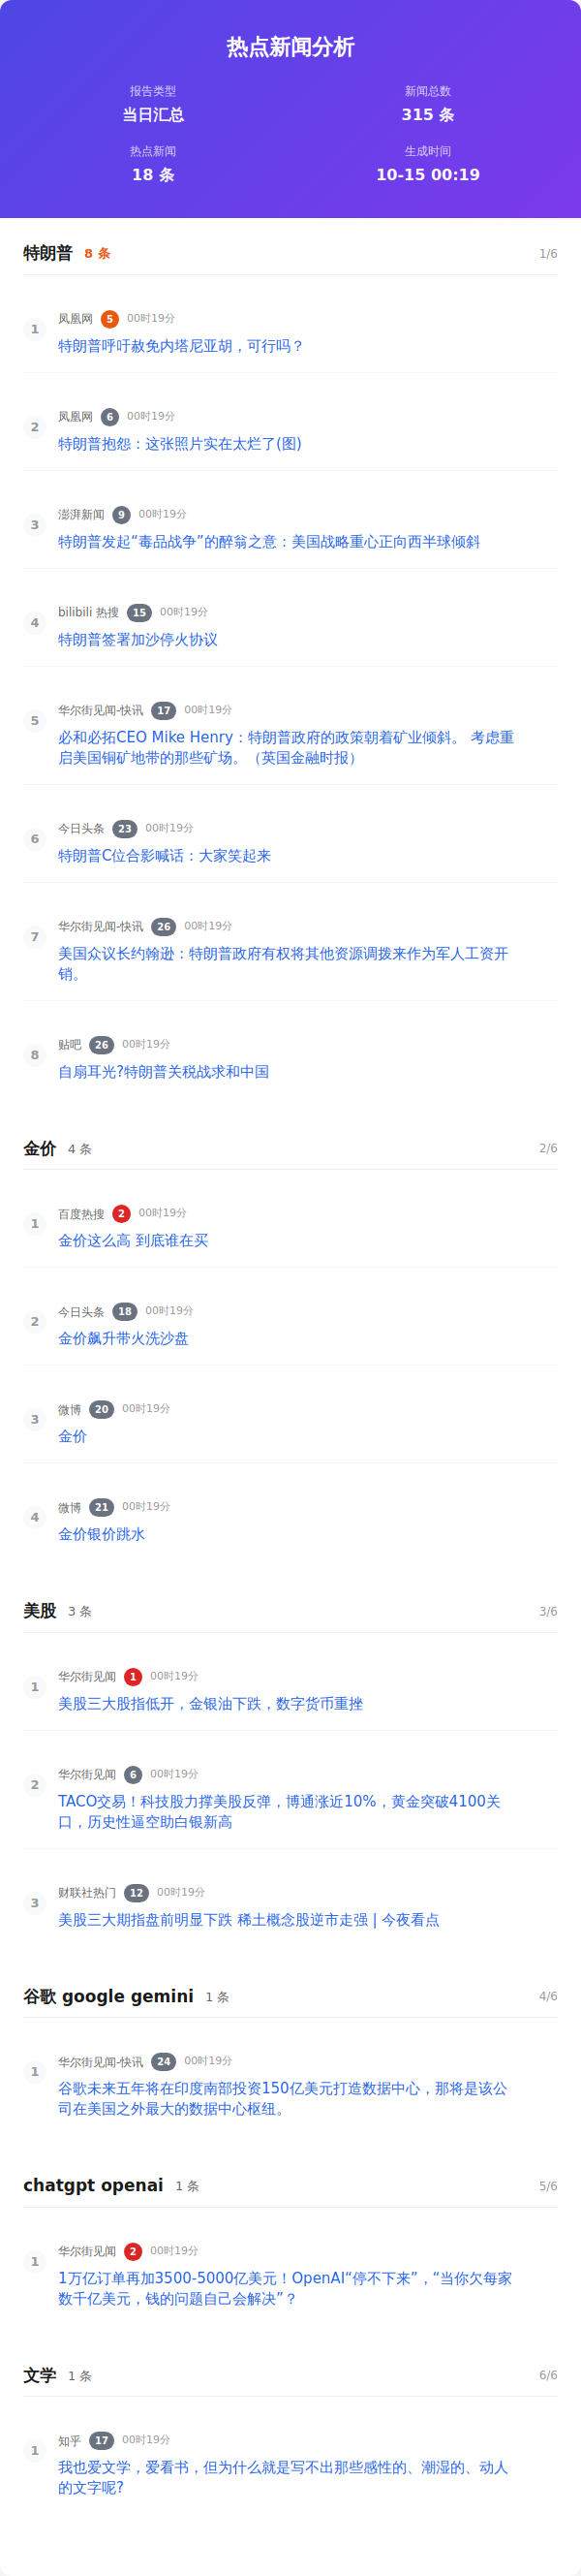 热点新闻分析
报告类型
新闻总数
当日汇总
315 条
热点新闻
生成时间
18 条
10-15 00:19
特朗普 8 条 1/6
1
凤凰网 5 00时19分
特朗普呼吁赦免内塔尼亚胡，可行吗？
2
凤凰网 6 00时19分
特朗普抱怨：这张照片实在太烂了(图)
3
澎湃新闻 9 00时19分
特朗普发起“毒品战争”的醉翁之意：美国战略重心正向西半球倾斜
4
bilibili 热搜 15 00时19分
特朗普签署加沙停火协议
5
华尔街见闻-快讯 17 00时19分
必和必拓CEO Mike Henry：特朗普政府的政策朝着矿业倾斜。 考虑重
启美国铜矿地带的那些矿场。（英国金融时报）
6
今日头条 23 00时19分
特朗普C位合影喊话：大家笑起来
7
华尔街见闻-快讯 26 00时19分
美国众议长约翰逊：特朗普政府有权将其他资源调拨来作为军人工资开
销。
8
贴吧 26 00时19分
自扇耳光?特朗普关税战求和中国
金价 4 条 2/6
1
百度热搜 2 00时19分
金价这么高 到底谁在买
2
今日头条 18 00时19分
金价飙升带火洗沙盘
3
微博 20 00时19分
金价
4
微博 21 00时19分
金价银价跳水
美股 3 条 3/6
1
华尔街见闻 1 00时19分
美股三大股指低开，金银油下跌，数字货币重挫
2
华尔街见闻 6 00时19分
TACO交易！科技股力撑美股反弹，博通涨近10%，黄金突破4100关
口，历史性逼空助白银新高
3
财联社热门 12 00时19分
美股三大期指盘前明显下跌 稀土概念股逆市走强 | 今夜看点
谷歌 google gemini 1 条 4/6
1
华尔街见闻-快讯 24 00时19分
谷歌未来五年将在印度南部投资150亿美元打造数据中心，那将是该公
司在美国之外最大的数据中心枢纽。
chatgpt openai 1 条 5/6
1
华尔街见闻 2 00时19分
1万亿订单再加3500-5000亿美元！OpenAI“停不下来”，“当你欠每家
数千亿美元，钱的问题自己会解决”？
文学 1 条 6/6
1
知乎 17 00时19分
我也爱文学，爱看书，但为什么就是写不出那些感性的、潮湿的、动人
的文字呢?